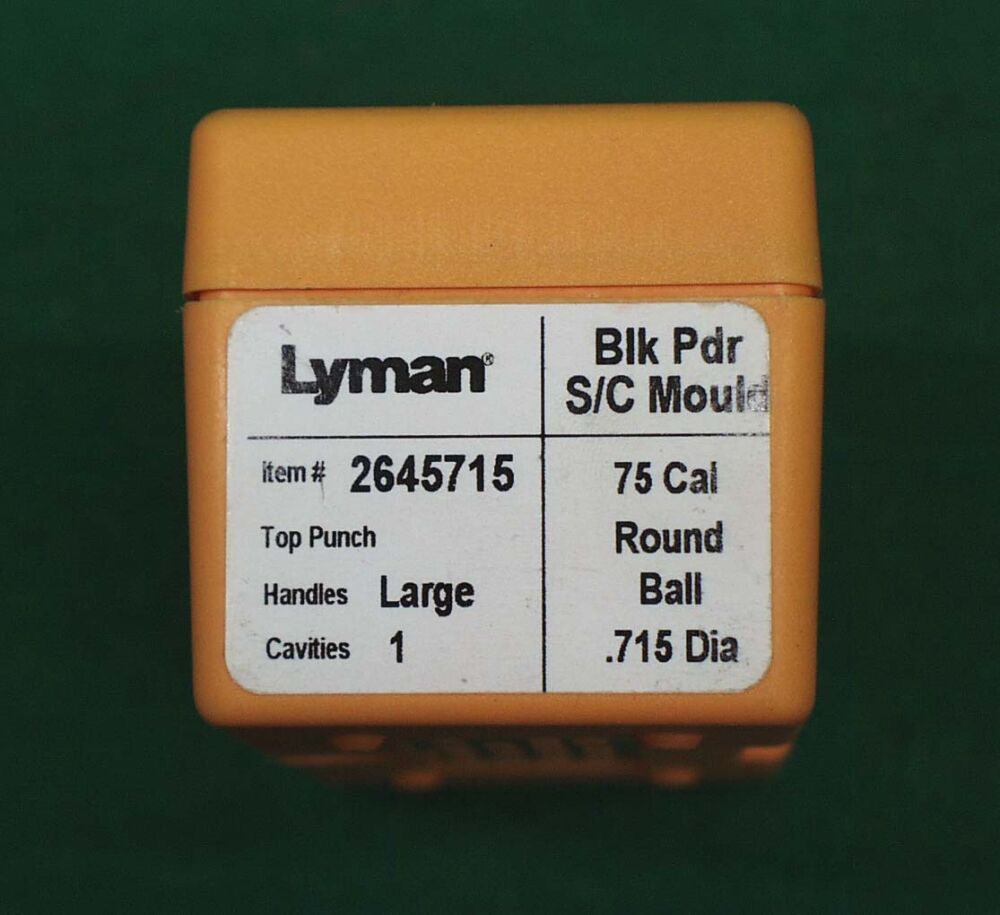 Lyman®
Blk Pdr
S/C Mould
Item # 2645715
75 Cal
Top Punch
Round
Handles Large
Ball
Cavities 1
.715 Dia